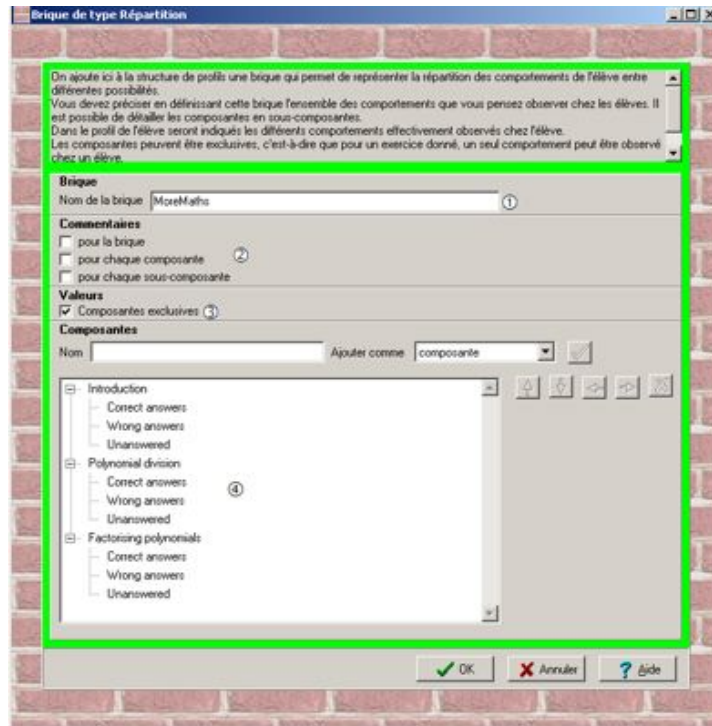 Brique de type Répartition
On ajoute ici à la structure de profils une brique qui permet de représenter la répartition des comportements de l'élève entre
différentes possibilités.
Vous devez préciser en définissant cette brique l'ensemble des comportements que vous pensez observer chez les élèves. Il
est possible de détailler les composantes en sous-composantes.
Dans le profil de l'élève seront indiqués les différents comportements effectivement observés chez l'élève.
Les composantes peuvent être exclusives, c'est-à-dire que pour un exercice donné, un seul comportement peut être observé
chez un élève.
Brique
Nom de la brique MoreMaths ①
Commentaires
pour la brique
pour chaque composante ②
pour chaque sous-composante
Valeurs
Composantes exclusives ③
Composantes
Nom Ajouter comme composante
Introduction
Correct answers
Wrong answers
Unanswered
Polynomial division
Correct answers ④
Wrong answers
Unanswered
Factorising polynomials
Correct answers
Wrong answers
Unanswered
OK Annuler ? Aide